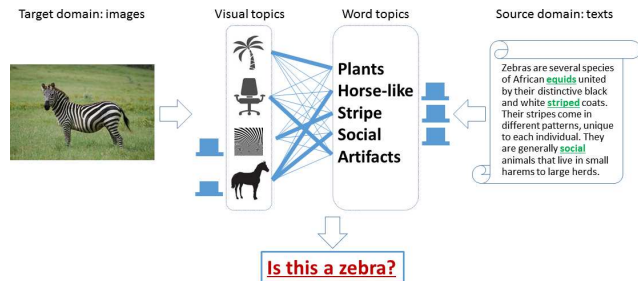 Target domain: images
Visual topics
Word topics
Source domain: texts
Plants
Horse-like
Stripe
Social
Artifacts
Zebras are several species
of African equids united
by their distinctive black
and white striped coats.
Their stripes come in
different patterns, unique
to each individual. They
are generally social
animals that live in small
harems to large herds.
Is this a zebra?